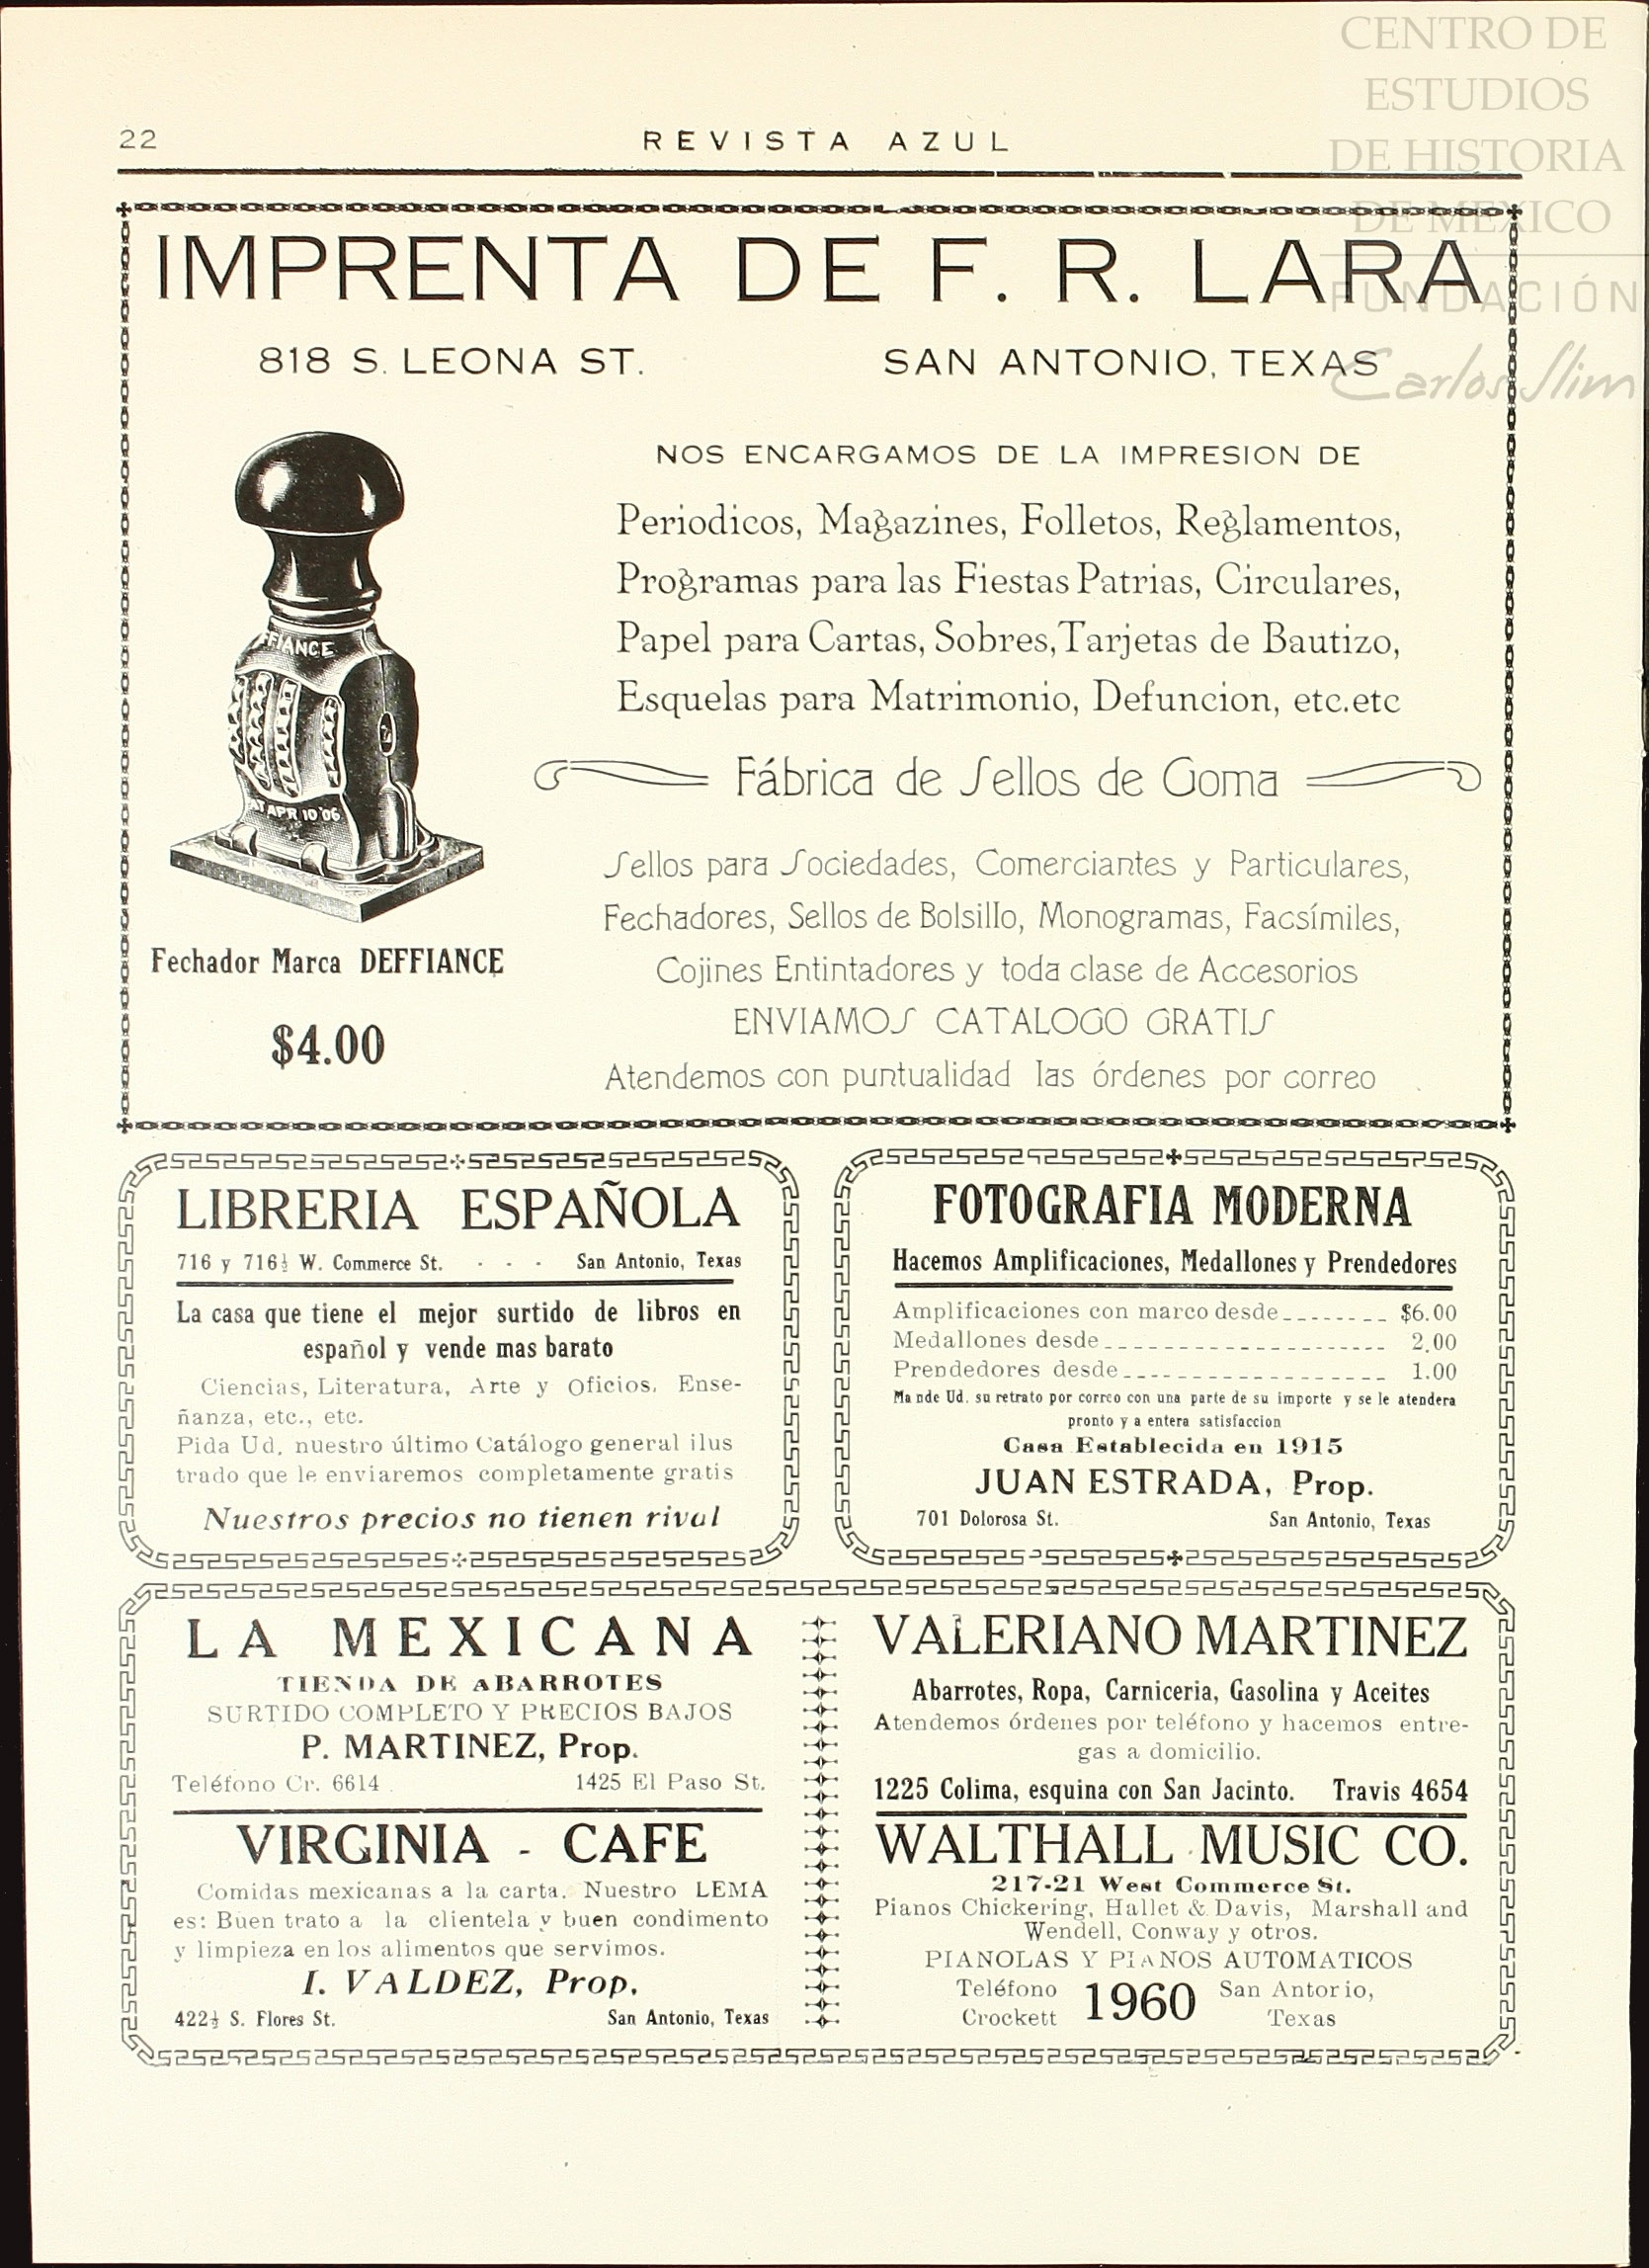 CENTRO DE
ESTUDIOS
DE HISTORIA
DE MEXICO
FUNDACIÓN
Carlos Slim
22
REVISTA AZUL
IMPRENTA DE F. R. LARA
818 S. LEONA ST. SAN ANTONIO, TEXAS
NOS ENCARGAMOS DE LA IMPRESION DE
Periodicos, Magazines, Folletos, Reglamentos,
Programas para las Fiestas Patrias, Circulares,
Papel para Cartas, Sobres, Tarjetas de Bautizo,
Esquelas para Matrimonio, Defuncion, etc.etc
Fábrica de Sellos de Goma
Sellos para Sociedades, Comerciantes y Particulares,
Fechadores, Sellos de Bolsillo, Monogramas, Facsímiles,
Cojines Entintadores y toda clase de Accesorios
ENVIAMOS CATALOGO GRATIS
Atendemos con puntualidad las órdenes por correo
FFIANCE
AT APR 10 '06
Fechador Marca DEFFIANCE
$4.00
LIBRERIA ESPAÑOLA
716 y 716½ W. Commerce St. - - - San Antonio, Texas
La casa que tiene el mejor surtido de libros en
español y vende mas barato
Ciencias, Literatura, Arte y Oficios, Ense-
ñanza, etc., etc.
Pida Ud. nuestro último Catálogo general ilus
trado que le enviaremos completamente gratis
Nuestros precios no tienen rival
FOTOGRAFIA MODERNA
Hacemos Amplificaciones, Medallones y Prendedores
Amplificaciones con marco desde-------- $6.00
Medallones desde-------------------- 2.00
Prendedores desde------------------ 1.00
Mande Ud. su retrato por correo con una parte de su importe y se le atendera
pronto y a entera satisfaccion
Casa Establecida en 1915
JUAN ESTRADA, Prop.
701 Dolorosa St. San Antonio, Texas
LA MEXICANA
TIENDA DE ABARROTES
SURTIDO COMPLETO Y PRECIOS BAJOS
P. MARTINEZ, Prop.
Teléfono Cr. 6614 1425 El Paso St.
VIRGINIA - CAFE
Comidas mexicanas a la carta. Nuestro LEMA
es: Buen trato a la clientela y buen condimento
y limpieza en los alimentos que servimos.
I. VALDEZ, Prop.
422½ S. Flores St. San Antonio, Texas
VALERIANO MARTINEZ
Abarrotes, Ropa, Carniceria, Gasolina y Aceites
Atendemos órdenes por teléfono y hacemos entre-
gas a domicilio.
1225 Colima, esquina con San Jacinto. Travis 4654
WALTHALL MUSIC CO.
217-21 West Commerce St.
Pianos Chickering, Hallet & Davis, Marshall and
Wendell, Conway y otros.
PIANOLAS Y PIANOS AUTOMATICOS
Teléfono
Crockett 1960 San Antorio,
Texas